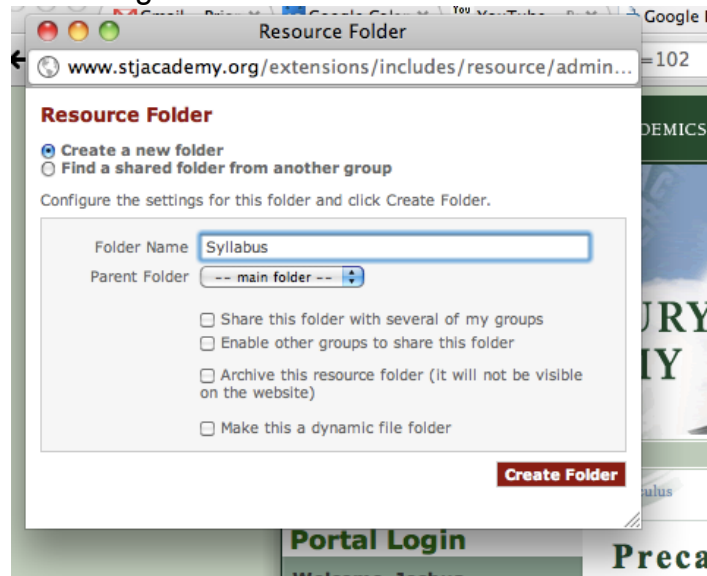 Resource Folder
Google
www.stjacademy.org/extensions/includes/resource/admin...
=102
Resource Folder
Create a new folder
Find a shared folder from another group
DEMICS
Configure the settings for this folder and click Create Folder.
Folder Name Syllabus
Parent Folder -- main folder --
Share this folder with several of my groups
Enable other groups to share this folder
URY
Archive this resource folder (it will not be visible
on the website)
MY
Make this a dynamic file folder
Create Folder
ulus
Portal Login
Preca